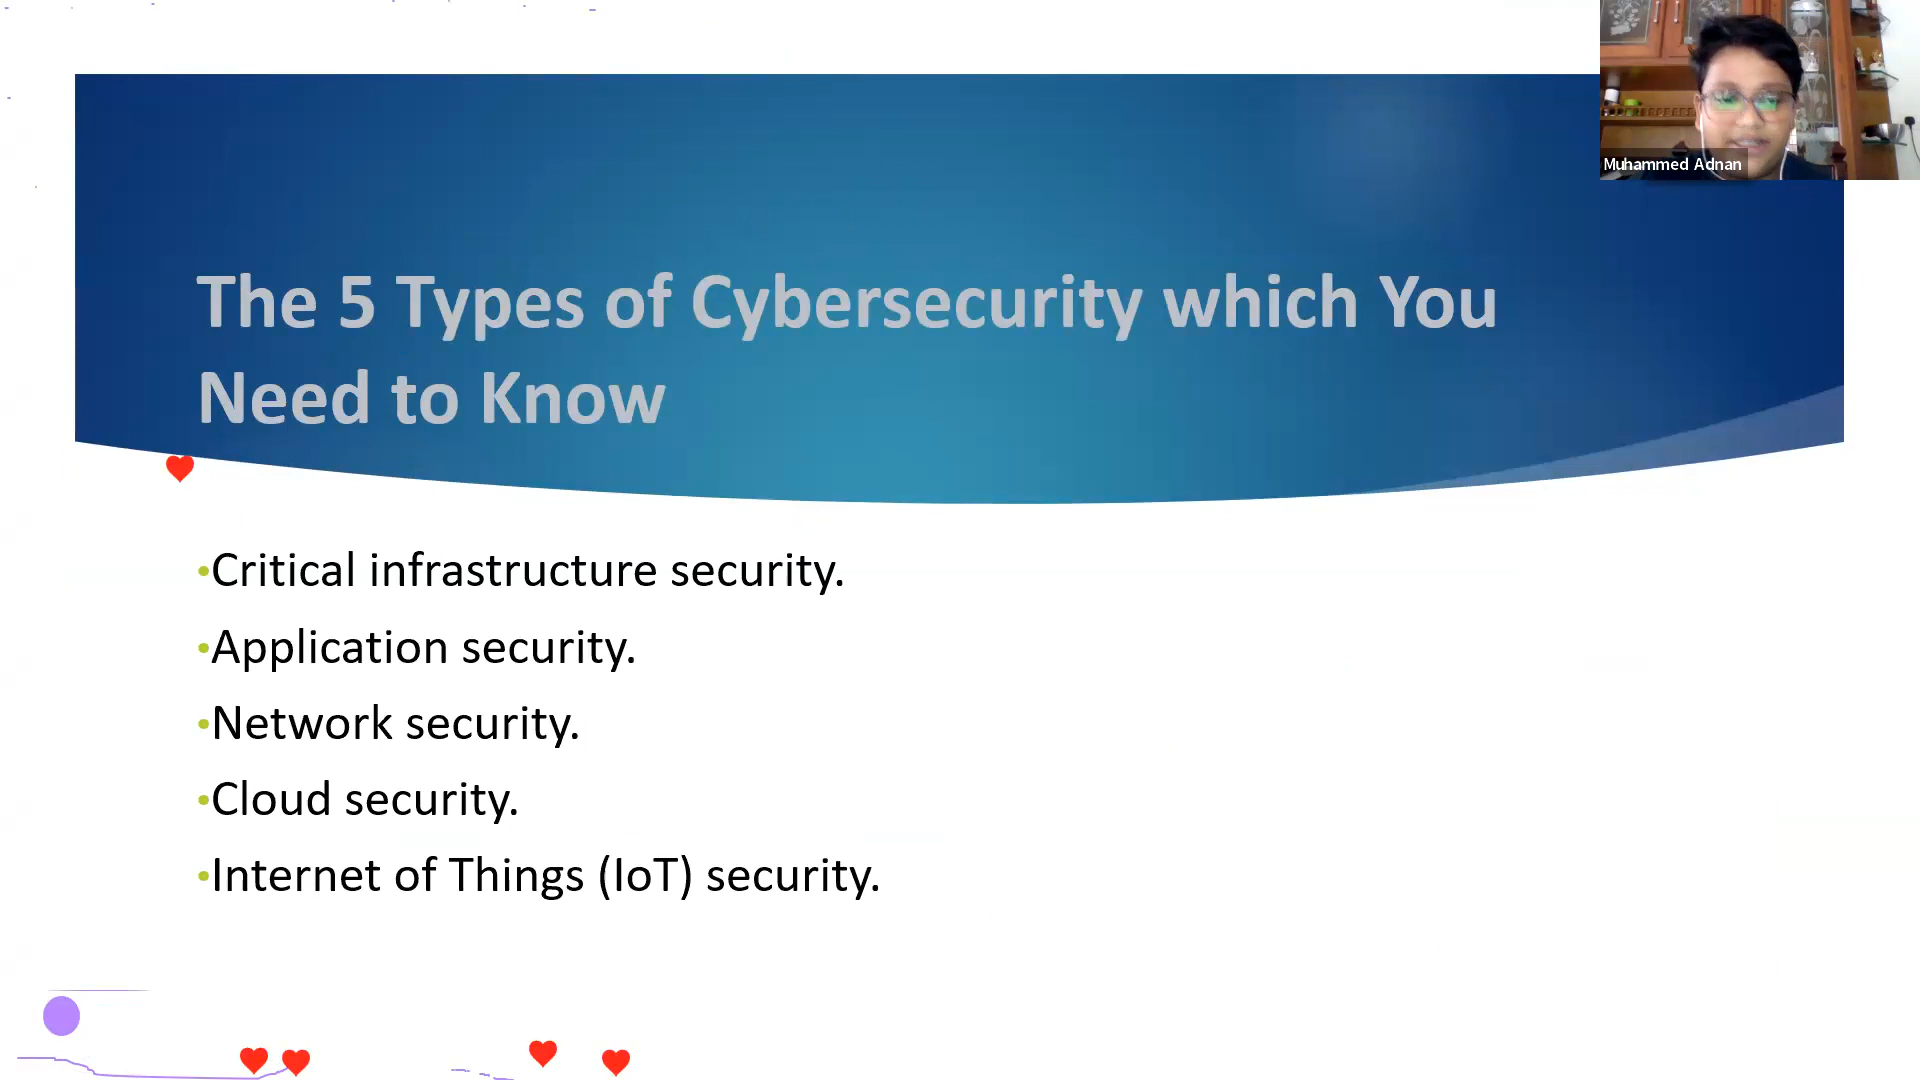 The 5 Types of Cybersecurity which You
Need to Know
•Critical infrastructure security.
•Application security.
•Network security.
•Cloud security.
•Internet of Things (IoT) security.
Muhammed Adnan